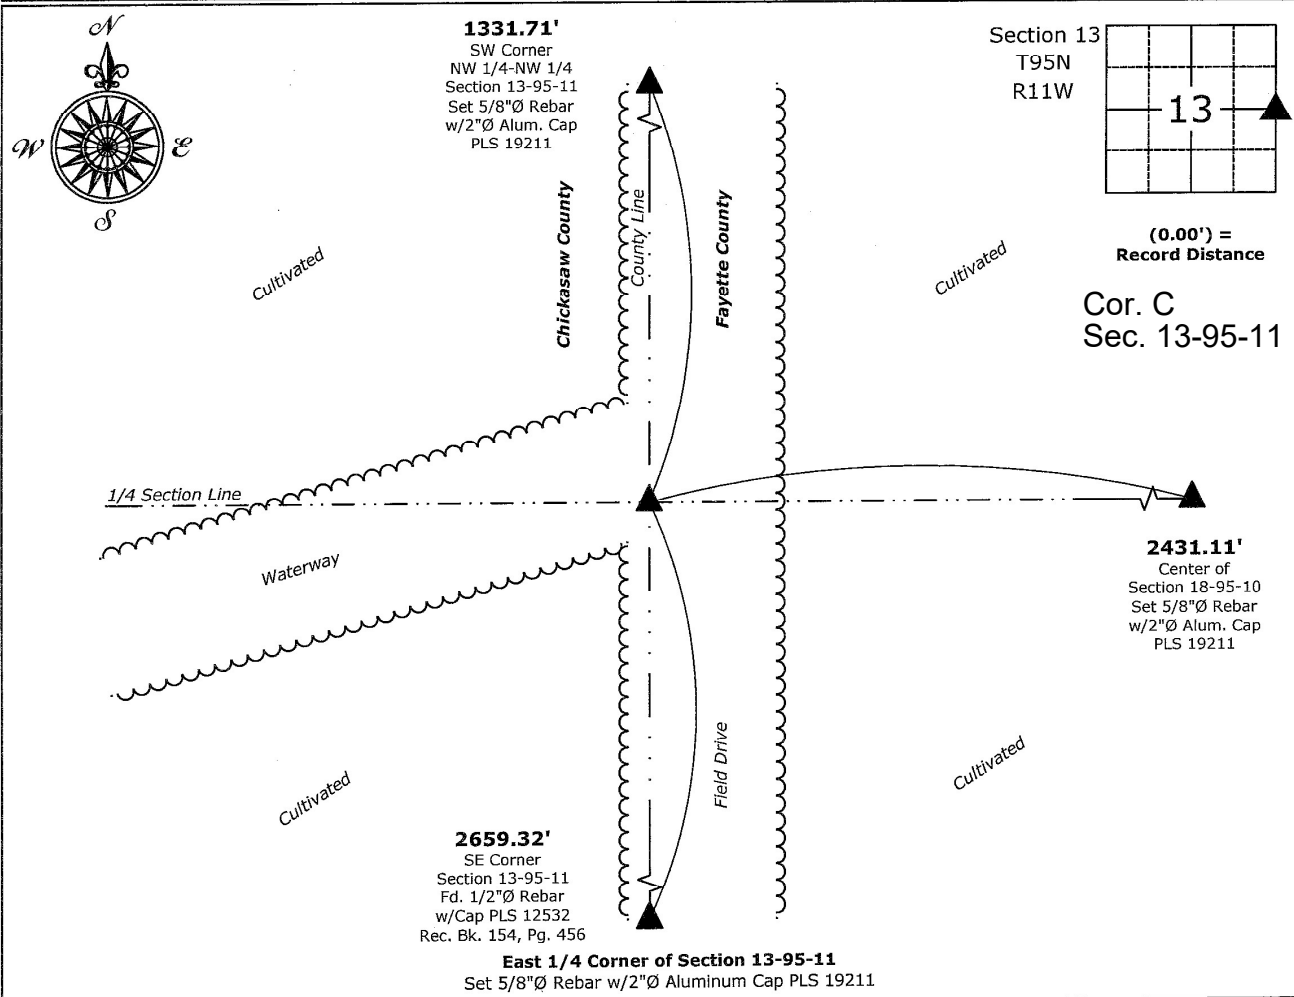 N
W
E
S
1331.71'
SW Corner
NW 1/4-NW 1/4
Section 13-95-11
Set 5/8"Ø Rebar
w/2"Ø Alum. Cap
PLS 19211
Section 13
T95N
R11W
13
(0.00') =
Record Distance
Cor. C
Sec. 13-95-11
Chickasaw County
County Line
Fayette County
Cultivated
Cultivated
1/4 Section Line
Waterway
2431.11'
Center of
Section 18-95-10
Set 5/8"Ø Rebar
w/2"Ø Alum. Cap
PLS 19211
Cultivated
Field Drive
Cultivated
2659.32'
SE Corner
Section 13-95-11
Fd. 1/2"Ø Rebar
w/Cap PLS 12532
Rec. Bk. 154, Pg. 456
East 1/4 Corner of Section 13-95-11
Set 5/8"Ø Rebar w/2"Ø Aluminum Cap PLS 19211